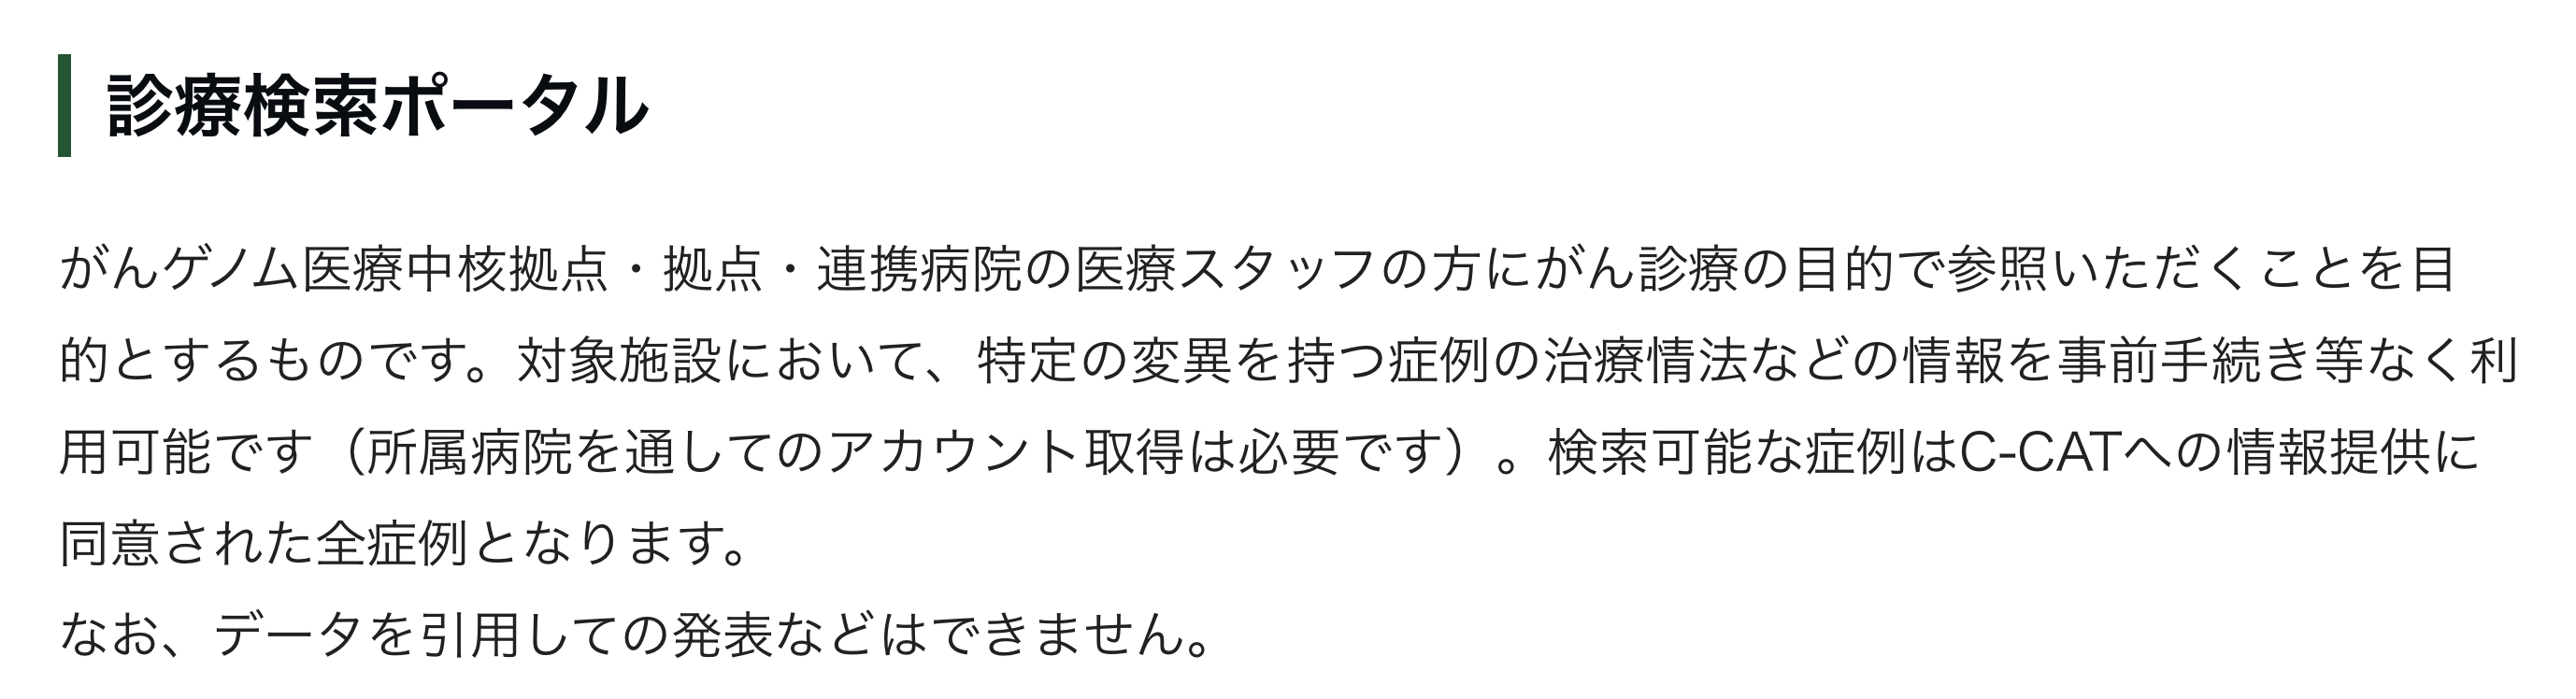 診療検索ポータル
がんゲノム医療中核拠点・拠点・連携病院の医療スタッフの方にがん診療の目的で参照いただくことを目
的とするものです。対象施設において、特定の変異を持つ症例の治療情法などの情報を事前手続き等なく利
用可能です（所属病院を通してのアカウント取得は必要です）。検索可能な症例はC-CATへの情報提供に
同意された全症例となります。
なお、データを引用しての発表などはできません。